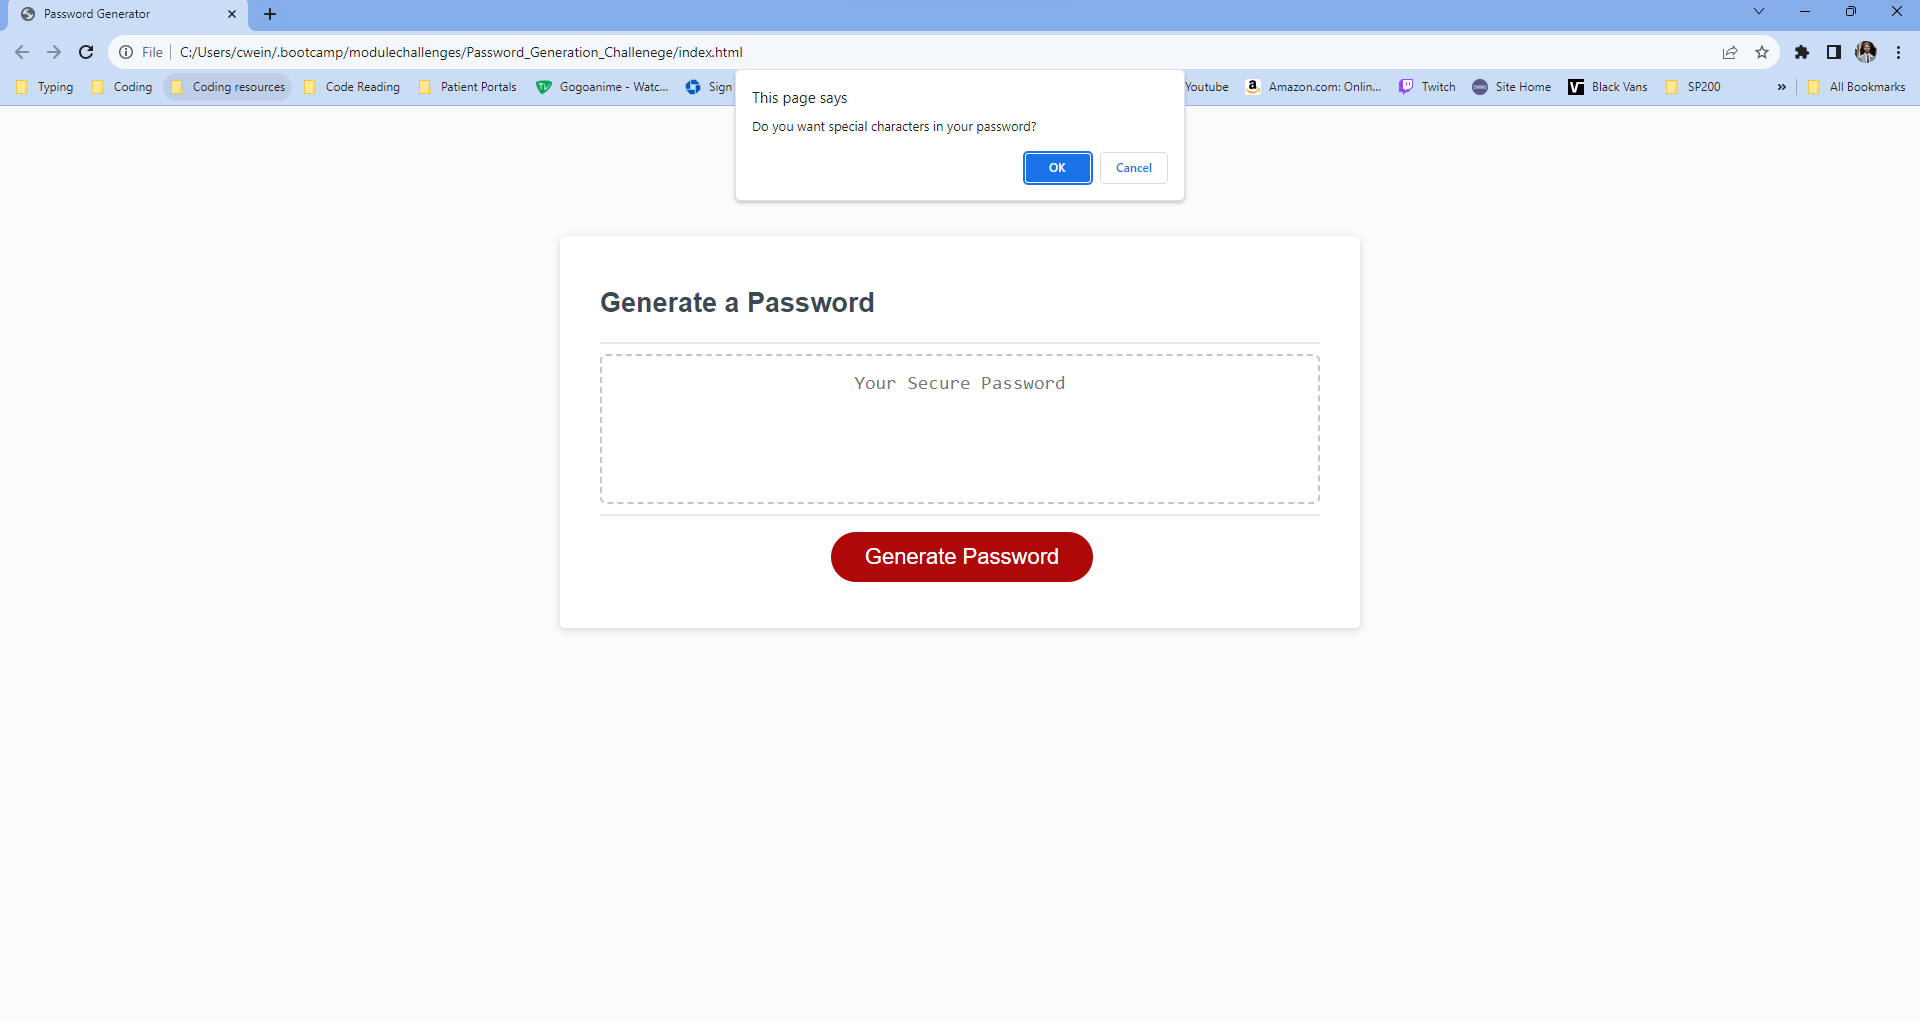 Password Generator
File C:/Users/cwein/.bootcamp/modulechallenges/Password_Generation_Challenege/index.html
Typing Coding Coding resources Code Reading Patient Portals Gogoanime - Watc... Sign Youtube Amazon.com: Onlin... Twitch Site Home Black Vans SP200 » All Bookmarks
This page says
Do you want special characters in your password?
OK Cancel
Generate a Password
Your Secure Password
Generate Password